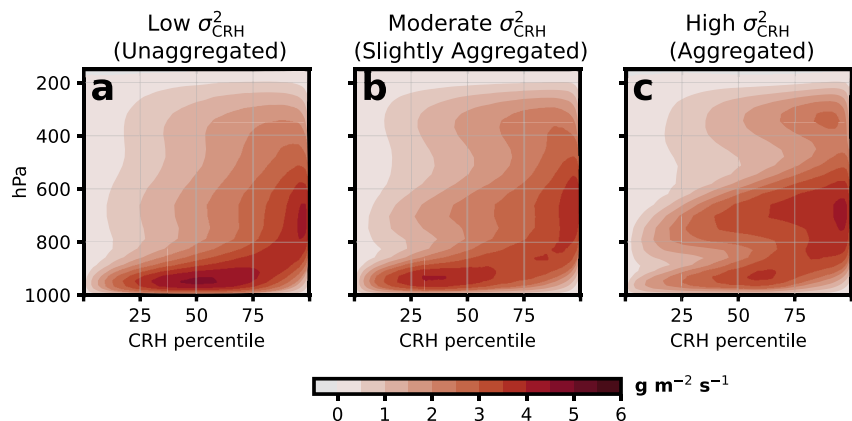 Low σ²CRH
(Unaggregated)
Moderate σ²CRH
(Slightly Aggregated)
High σ²CRH
(Aggregated)
a
b
c
200
400
600
800
1000
hPa
25 50 75
25 50 75
25 50 75
CRH percentile
CRH percentile
CRH percentile
0 1 2 3 4 5 6
g m⁻² s⁻¹